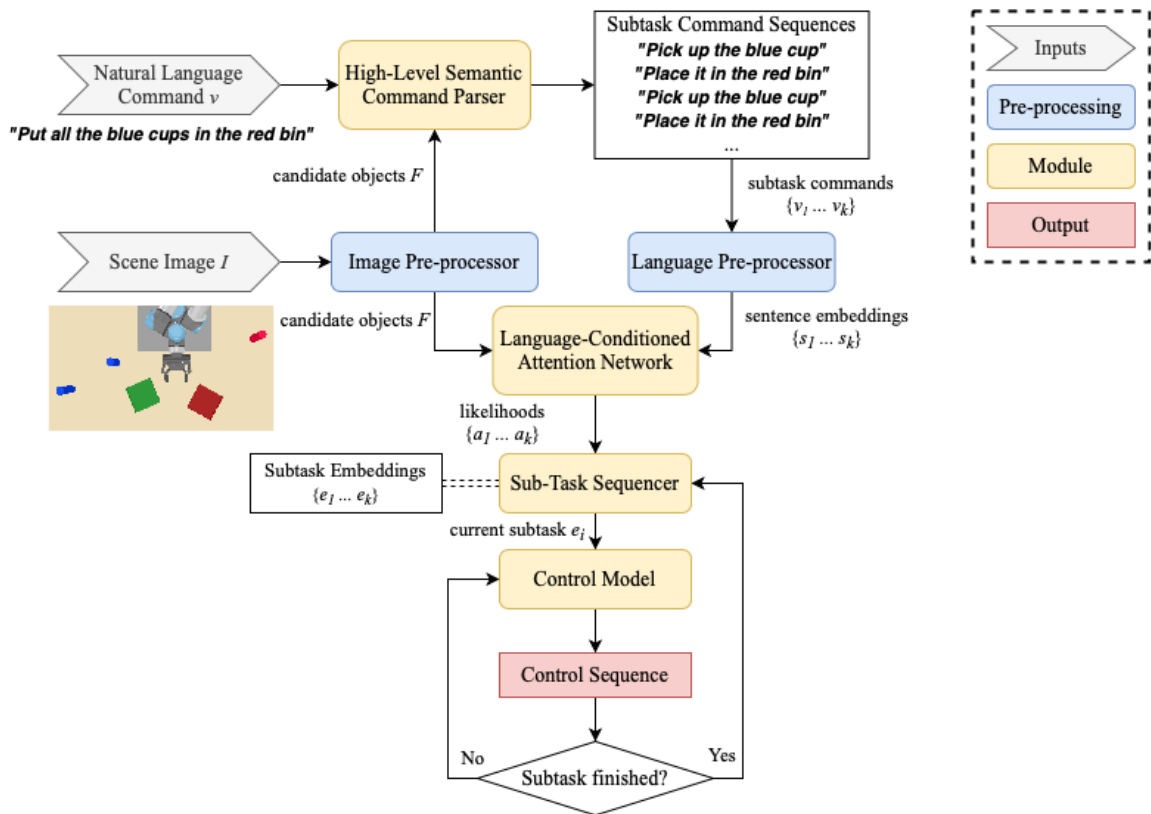 Natural Language
Command v
"Put all the blue cups in the red bin"
High-Level Semantic
Command Parser
Subtask Command Sequences
"Pick up the blue cup"
"Place it in the red bin"
"Pick up the blue cup"
"Place it in the red bin"
...
Inputs
Pre-processing
Module
Output
candidate objects F
subtask commands
{v₁ ... vₖ}
Scene Image I
Image Pre-processor
Language Pre-processor
candidate objects F
Language-Conditioned
Attention Network
sentence embeddings
{s₁ ... sₖ}
likelihoods
{a₁ ... aₖ}
Subtask Embeddings
{e₁ ... eₖ}
Sub-Task Sequencer
current subtask eᵢ
Control Model
Control Sequence
No
Subtask finished?
Yes